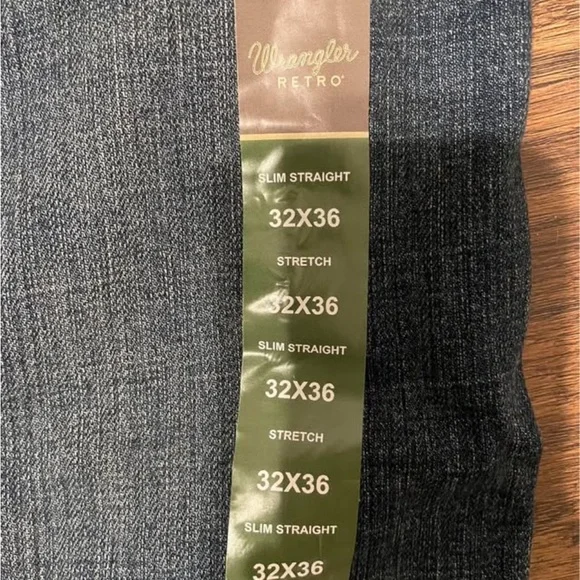 Wrangler
RETRO®
SLIM STRAIGHT
32X36
STRETCH
32X36
SLIM STRAIGHT
32X36
STRETCH
32X36
SLIM STRAIGHT
32X36